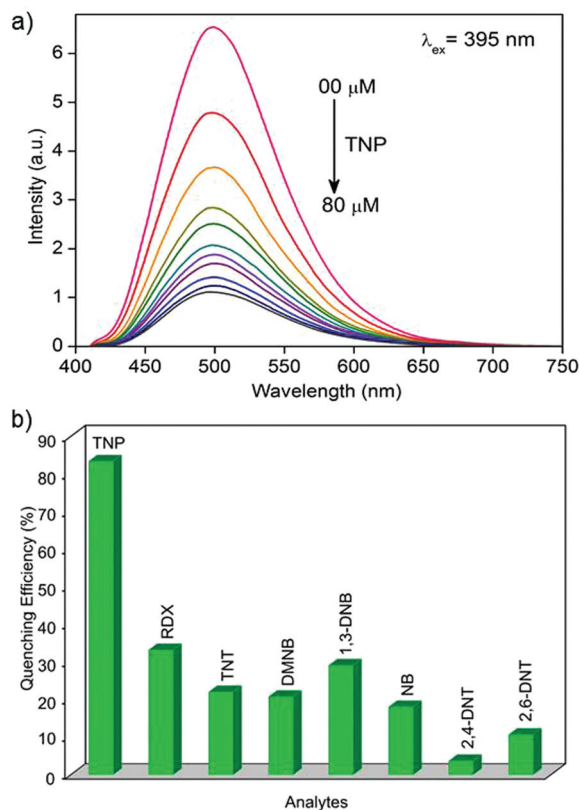 a)
λex = 395 nm
00 μM
TNP
80 μM
Intensity (a.u.)
6
5
4
3
2
1
0
400 450 500 550 600 650 700 750
Wavelength (nm)
b)
Quenching Efficiency (%)
90
80
70
60
50
40
30
20
10
0
TNP
RDX
TNT
DMNB
1,3-DNB
NB
2,4-DNT
2,6-DNT
Analytes